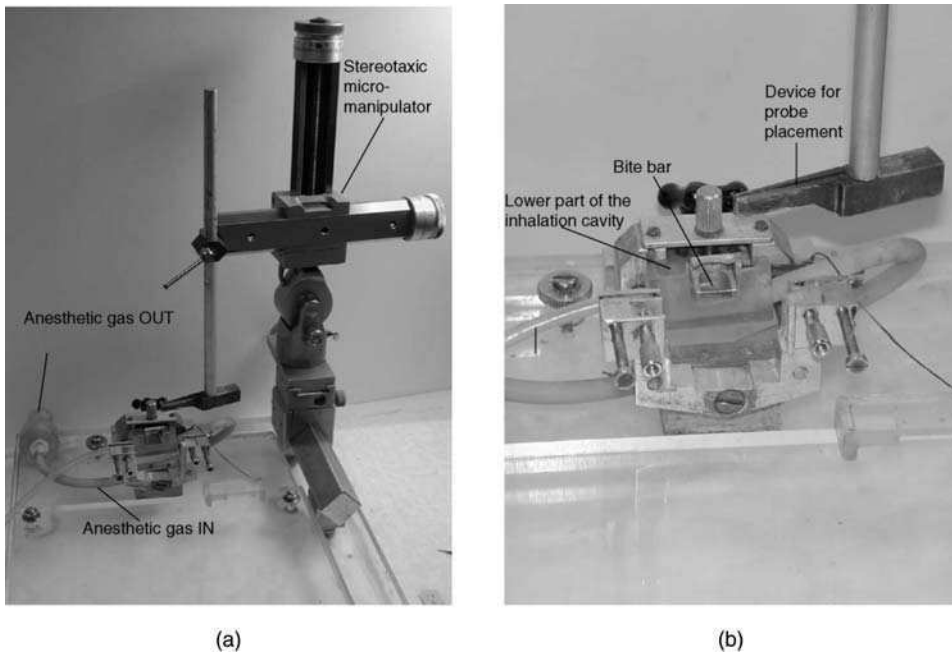 Stereotaxic
micro-
manipulator
Anesthetic gas OUT
Anesthetic gas IN
(a)
Device for
probe
placement
Bite bar
Lower part of the
inhalation cavity
(b)